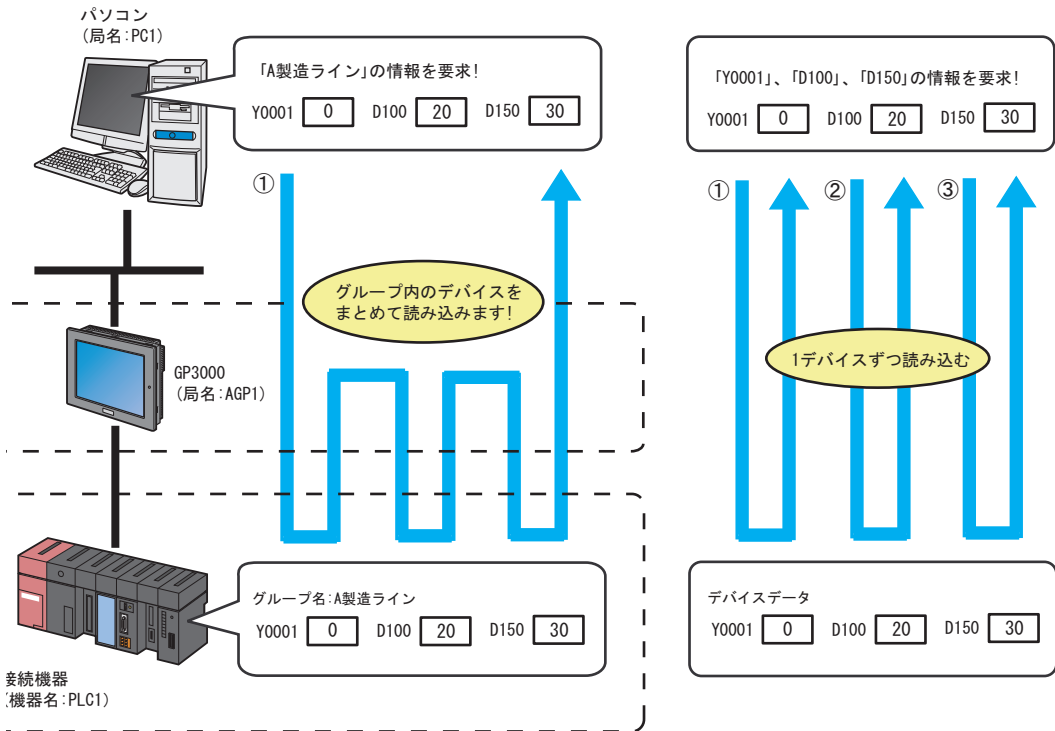 パソコン
(局名:PC1)
「A製造ライン」の情報を要求!
Y0001 0 D100 20 D150 30
①
グループ内のデバイスを
まとめて読み込みます!
GP3000
(局名:AGP1)
グループ名:A製造ライン
Y0001 0 D100 20 D150 30
接続機器
(機器名:PLC1)
「Y0001」、「D100」、「D150」の情報を要求!
Y0001 0 D100 20 D150 30
① ② ③
1デバイスずつ読み込む
デバイスデータ
Y0001 0 D100 20 D150 30